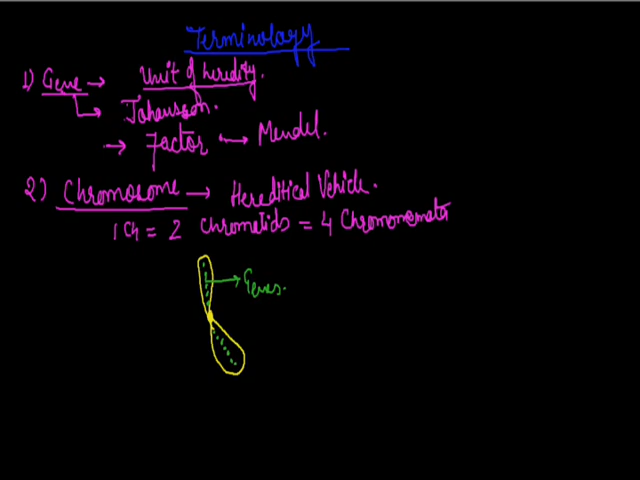 Terminology
1) Gene → Unit of heredity.
→ Johanssen.
→ Factor → Mendel.
2) Chromosome → Hereditical Vehicle.
1 Ch = 2 Chromatids = 4 Chromonemata
→ Genes.